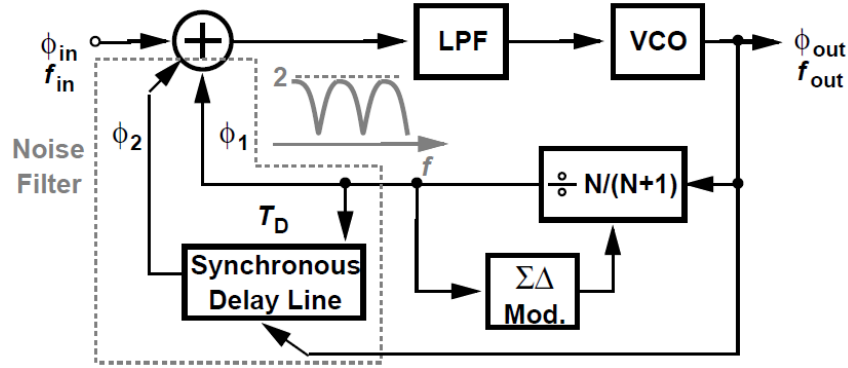 ϕin
fin
+
LPF
VCO
ϕout
fout
2
f
ϕ2
ϕ1
Noise
Filter
TD
÷ N/(N+1)
Synchronous
Delay Line
ΣΔ
Mod.